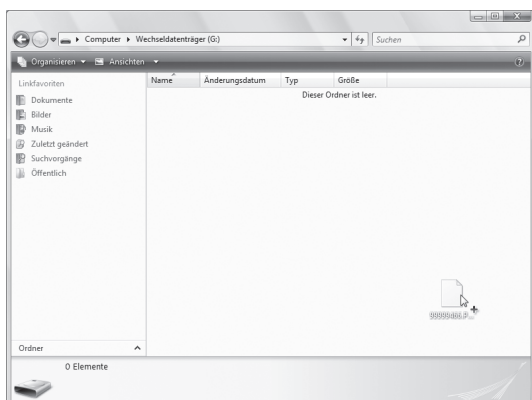 Computer ▸ Wechseldatenträger (G:)
Suchen
Organisieren
Ansichten
?
Linkfavoriten
Dokumente
Bilder
Musik
Zuletzt geändert
Suchvorgänge
Öffentlich
Ordner
Name Änderungsdatum Typ Größe
Dieser Ordner ist leer.
0 Elemente